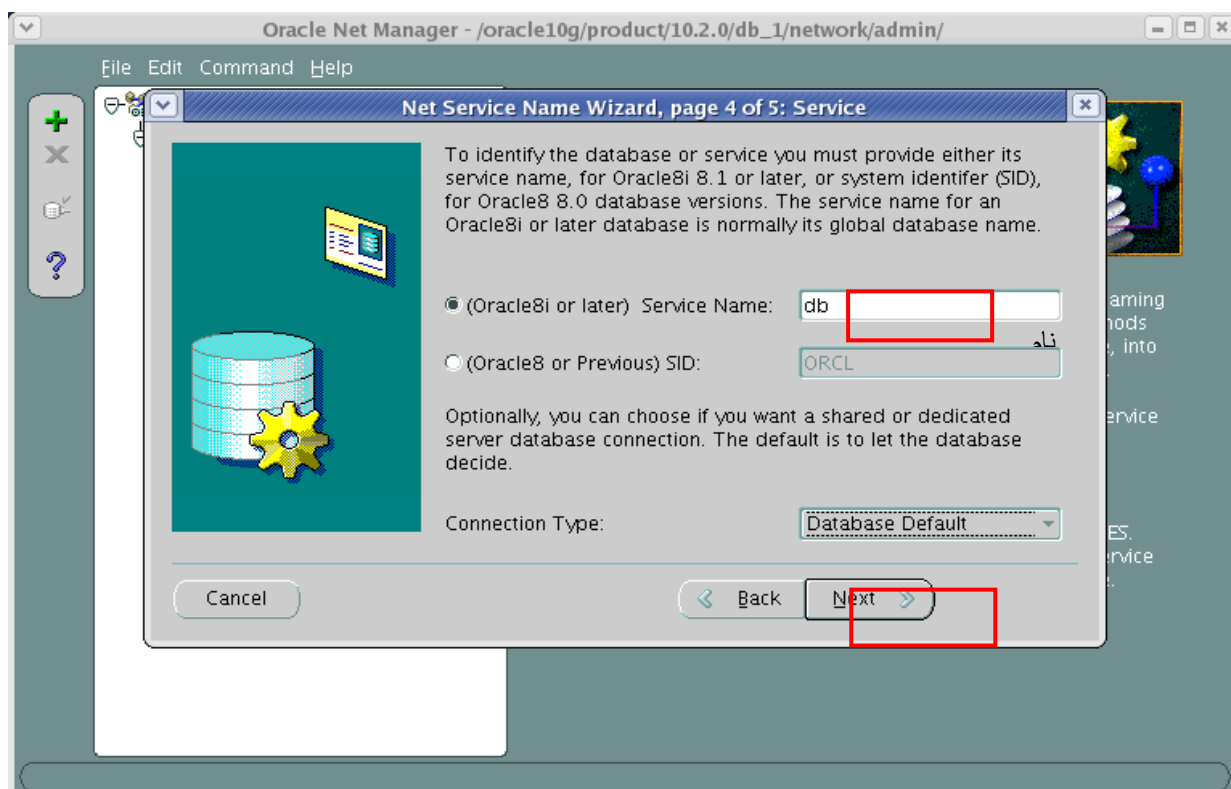 Oracle Net Manager - /oracle10g/product/10.2.0/db_1/network/admin/
File Edit Command Help
Net Service Name Wizard, page 4 of 5: Service
To identify the database or service you must provide either its
service name, for Oracle8i 8.1 or later, or system identifer (SID),
for Oracle8 8.0 database versions. The service name for an
Oracle8i or later database is normally its global database name.
(Oracle8i or later) Service Name: db
نام
(Oracle8 or Previous) SID: ORCL
Optionally, you can choose if you want a shared or dedicated
server database connection. The default is to let the database
decide.
Connection Type: Database Default
Cancel Back Next
aming
, into
ervice
ES.
ervice